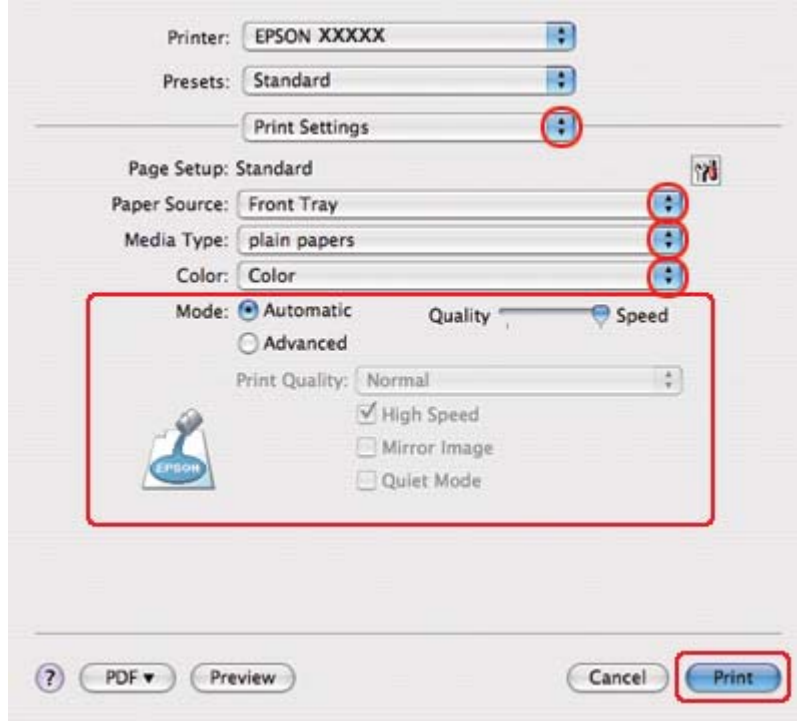 Printer: EPSON XXXXX
Presets: Standard
Print Settings
Page Setup: Standard
Paper Source: Front Tray
Media Type: plain papers
Color: Color
Mode: Automatic Quality Speed
Advanced
Print Quality: Normal
High Speed
Mirror Image
EPSON
Quiet Mode
? PDF Preview Cancel Print